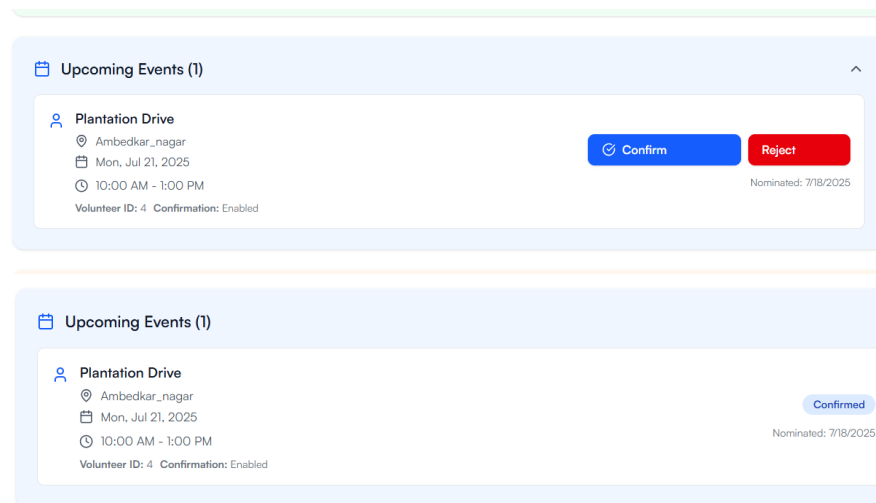 Upcoming Events (1)
Plantation Drive
Ambedkar_nagar
Mon, Jul 21, 2025
10:00 AM - 1:00 PM
Volunteer ID: 4 Confirmation: Enabled
Confirm
Reject
Nominated: 7/18/2025
Upcoming Events (1)
Plantation Drive
Ambedkar_nagar
Mon, Jul 21, 2025
10:00 AM - 1:00 PM
Volunteer ID: 4 Confirmation: Enabled
Confirmed
Nominated: 7/18/2025